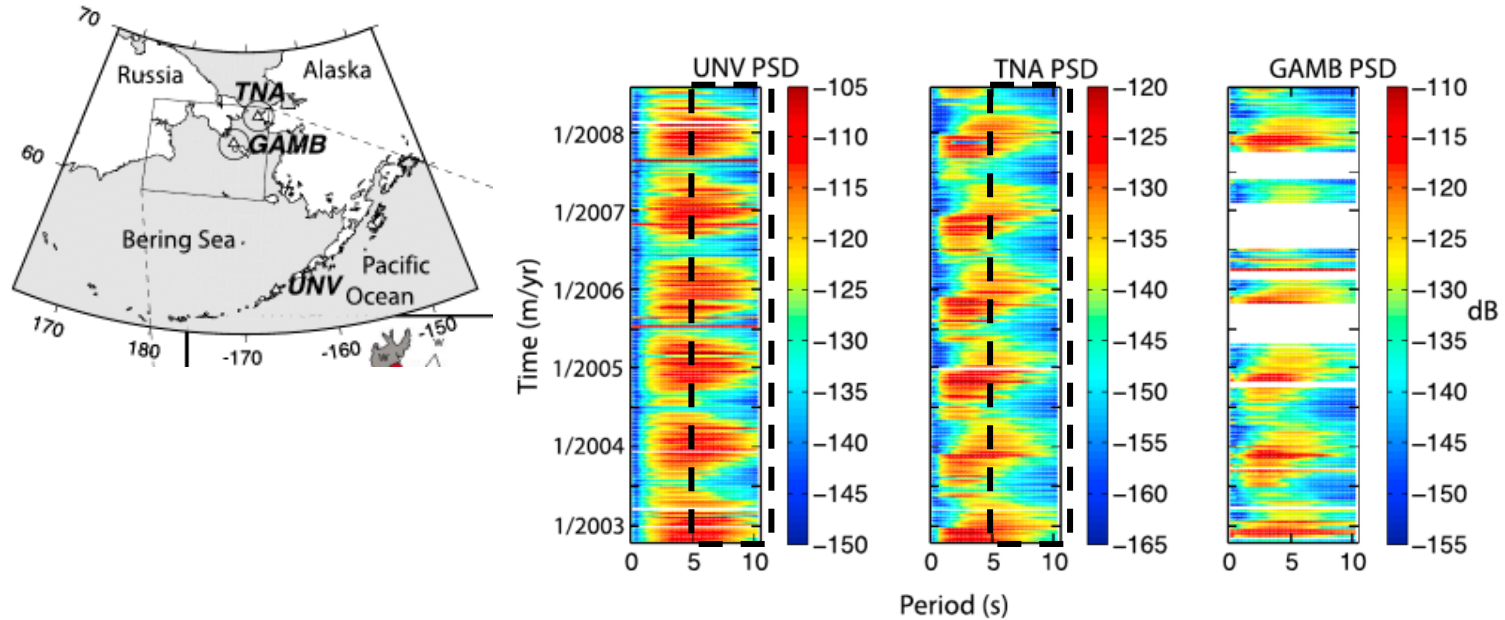 70
Russia
Alaska
TNA
GAMB
60
Bering Sea
Pacific
Ocean
UNV
170
180
-170
-160
-150
W
W
UNV PSD
TNA PSD
GAMB PSD
Time (m/yr)
1/2008
1/2007
1/2006
1/2005
1/2004
1/2003
0 5 10
−105
−110
−115
−120
−125
−130
−135
−140
−145
−150
0 5 10
−120
−125
−130
−135
−140
−145
−150
−155
−160
−165
0 5 10
−110
−115
−120
−125
−130
−135
−140
−145
−150
−155
dB
Period (s)